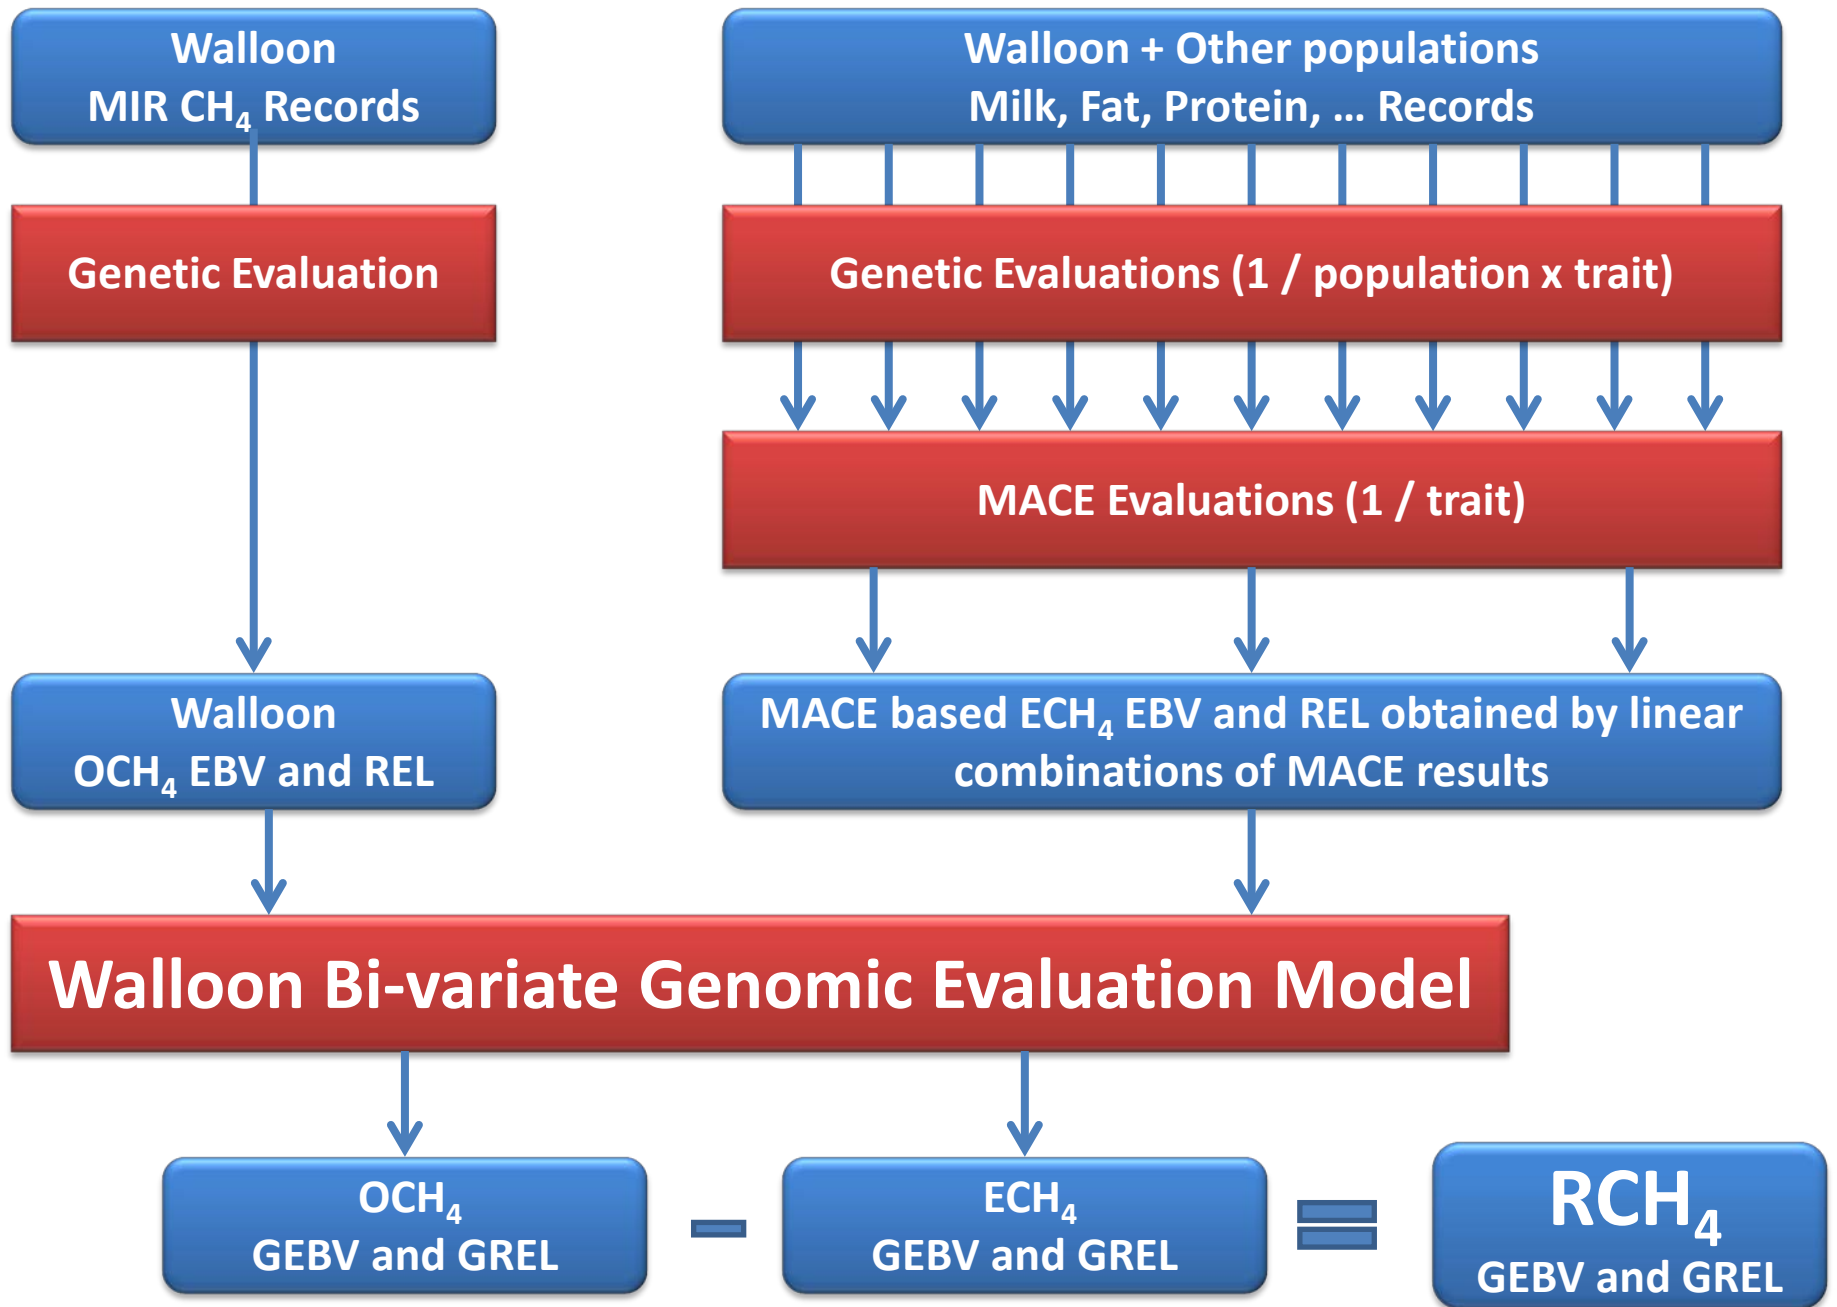 Walloon
MIR CH₄ Records
Walloon + Other populations
Milk, Fat, Protein, ... Records
Genetic Evaluation
Genetic Evaluations (1 / population x trait)
MACE Evaluations (1 / trait)
Walloon
OCH₄ EBV and REL
MACE based ECH₄ EBV and REL obtained by linear
combinations of MACE results
Walloon Bi-variate Genomic Evaluation Model
OCH₄
GEBV and GREL
ECH₄
GEBV and GREL
RCH₄
GEBV and GREL